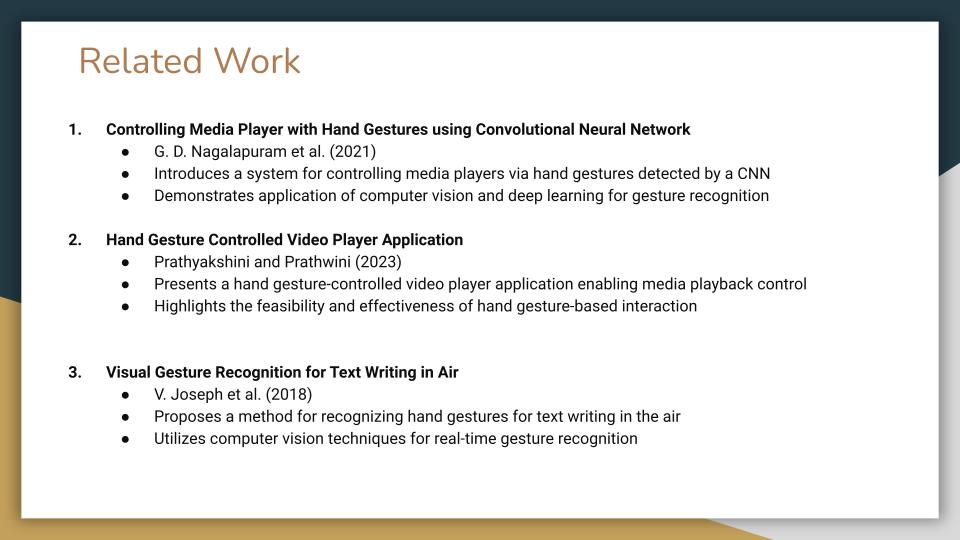 Related Work
1. Controlling Media Player with Hand Gestures using Convolutional Neural Network
● G. D. Nagalapuram et al. (2021)
● Introduces a system for controlling media players via hand gestures detected by a CNN
● Demonstrates application of computer vision and deep learning for gesture recognition
2. Hand Gesture Controlled Video Player Application
● Prathyakshini and Prathwini (2023)
● Presents a hand gesture-controlled video player application enabling media playback control
● Highlights the feasibility and effectiveness of hand gesture-based interaction
3. Visual Gesture Recognition for Text Writing in Air
● V. Joseph et al. (2018)
● Proposes a method for recognizing hand gestures for text writing in the air
● Utilizes computer vision techniques for real-time gesture recognition